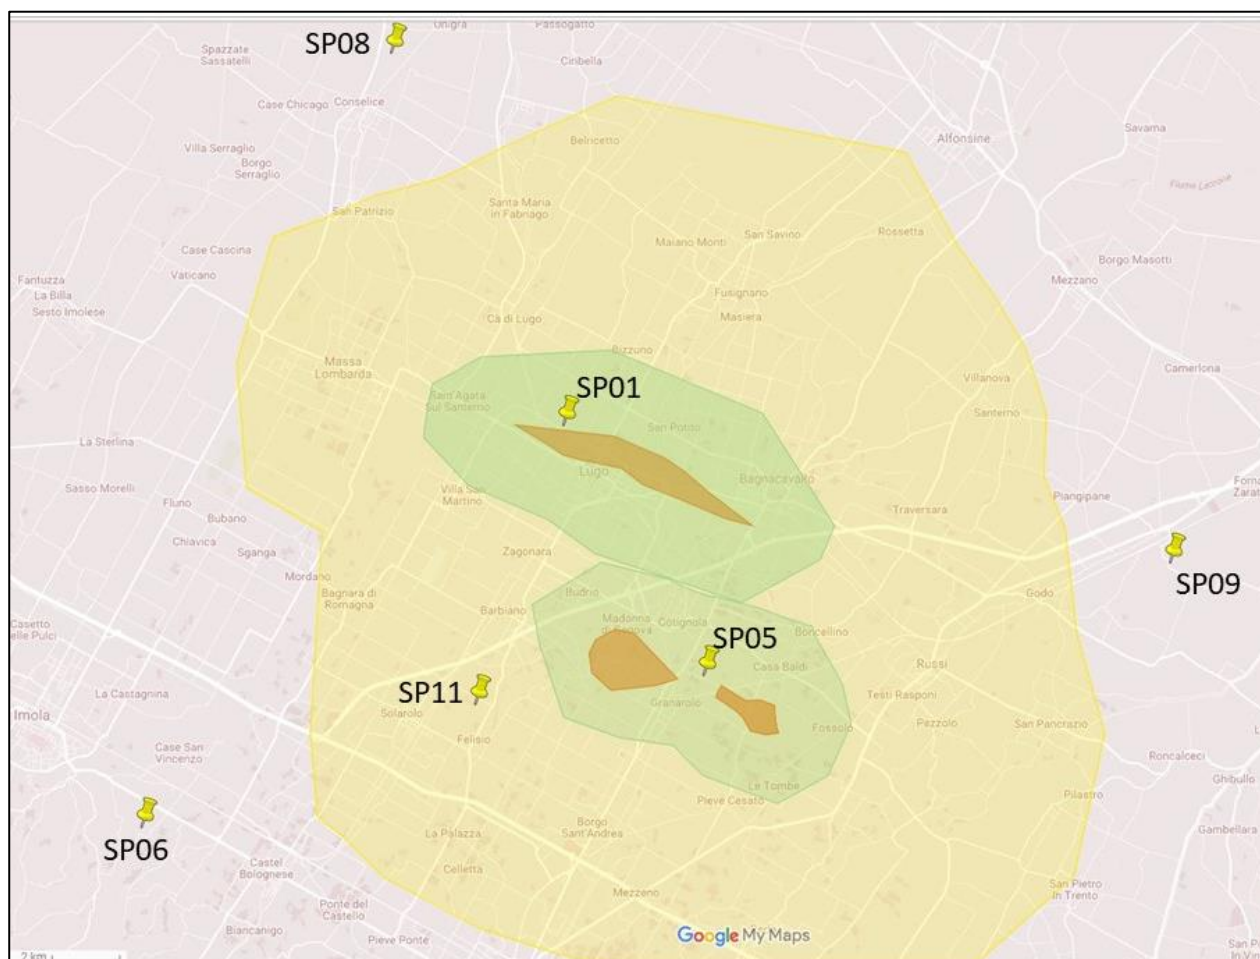 Unigra
Passogatto
SP08
Spazzate
Sassatelli
Cinbella
Case Chicago
Conselice
Savarna
Belricetto
Alfonsine
Villa Serraglio
Borgo
Serraglio
San Patrizio
Santa Maria
in Fabriago
Case Cascina
Maiano Monti
San Savino
Rossetta
Borgo Masotti
Vaticano
Fantuzza
La Billa
Sesto Imolese
Mezzano
Fusignano
Masiera
Ca di Lugo
Bizzuno
Massa
Lombarda
Camerlona
Villanova
SP01
Sant'Agata
Sul Santerno
Santerno
San Potito
La Sterlina
Lugo
Bagnacavallo
Sasso Morelli
Villa San
Martino
Piangipane
Fluno
Traversara
Bubano
Chiavica
Sganga
Zagonara
SP09
Mordano
Bagnara di
Romagna
Budrio
Godo
Barbiano
Madonna
Cotignola
Boncellino
Casetto
SP05
Casa Baldi
Russi
SP11
La Castagnina
Testi Rasponi
Granarolo
Imola
Solarolo
Fossolo
Pezzolo
San Pancrazio
Case San
Vincenzo
Felisio
Roncalceci
Ghibullo
Le Tombe
Pilastro
Pieve Cesato
SP06
La Palazza
Borgo
Sant'Andrea
Gambellara
Castel
Bolognese
Celletta
Mezzeno
San Pietro
In Trento
Ponte del
Castello
Biancanigo
Pieve Ponte
Google My Maps
2 km